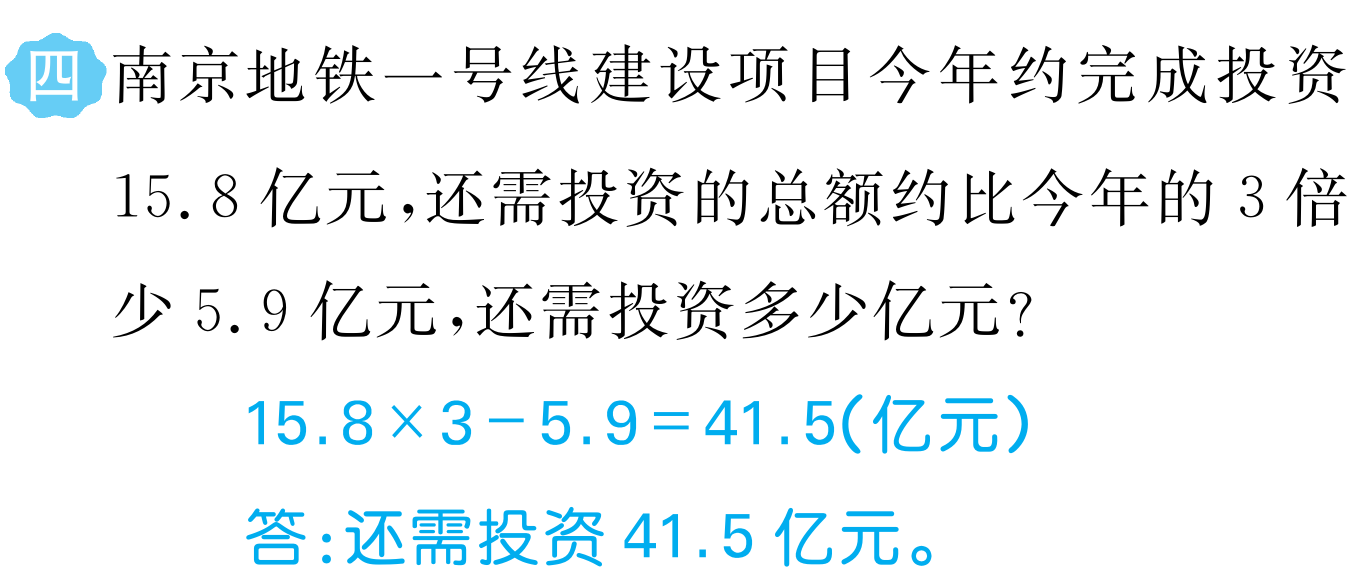 四 南京地铁一号线建设项目今年约完成投资
15.8 亿元,还需投资的总额约比今年的 3 倍
少 5.9 亿元,还需投资多少亿元?
15.8×3-5.9=41.5(亿元)
答:还需投资 41.5 亿元。